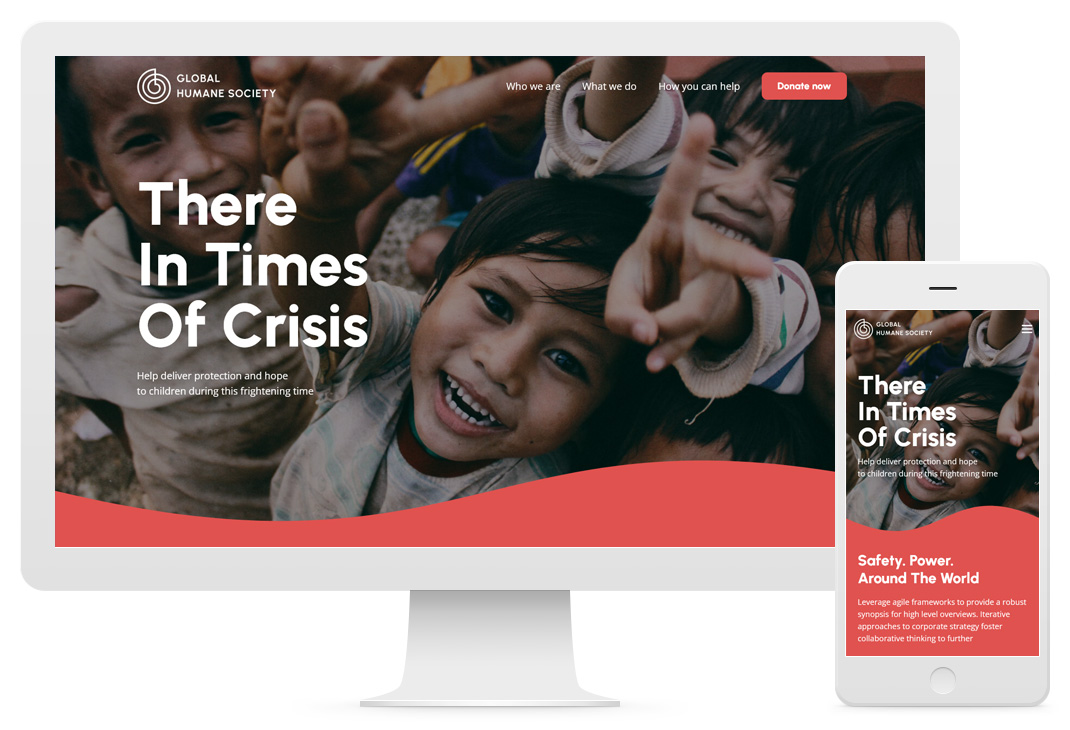 GLOBAL
HUMANE SOCIETY
Who we are
What we do
How you can help
Donate now
There
In Times
Of Crisis
Help deliver protection and hope
to children during this frightening time
GLOBAL
HUMANE SOCIETY
There
In Times
Of Crisis
Help deliver protection and hope
to children during this frightening time
Safety. Power.
Around The World
Leverage agile frameworks to provide a robust
synopsis for high level overviews. Iterative
approaches to corporate strategy foster
collaborative thinking to further